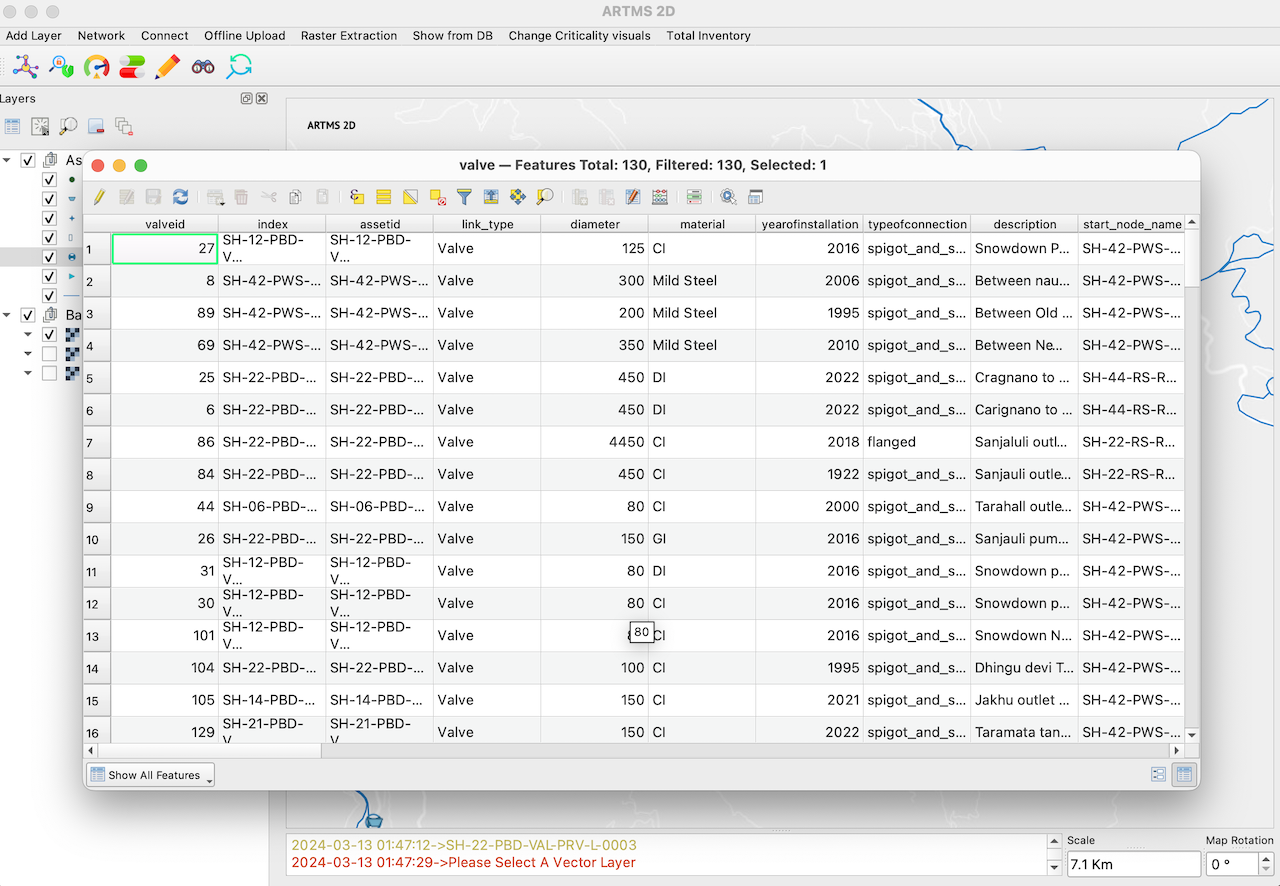 ARTMS 2D
Add Layer Network Connect Offline Upload Raster Extraction Show from DB Change Criticality visuals Total Inventory
Layers
ARTMS 2D
As
Ba
valve — Features Total: 130, Filtered: 130, Selected: 1
valveid index assetid link_type diameter material yearofinstallation typeofconnection description start_node_name
1 27 SH-12-PBD-V... SH-12-PBD-V... Valve 125 CI 2016 spigot_and_s... Snowdown P... SH-42-PWS-...
2 8 SH-42-PWS-... SH-42-PWS-... Valve 300 Mild Steel 2006 spigot_and_s... Between nau... SH-42-PWS-...
3 89 SH-42-PWS-... SH-42-PWS-... Valve 200 Mild Steel 1995 spigot_and_s... Between Old ... SH-42-PWS-...
4 69 SH-42-PWS-... SH-42-PWS-... Valve 350 Mild Steel 2010 spigot_and_s... Between Ne... SH-42-PWS-...
5 25 SH-22-PBD-... SH-22-PBD-... Valve 450 DI 2022 spigot_and_s... Cragnano to ... SH-44-RS-R...
6 6 SH-22-PBD-... SH-22-PBD-... Valve 450 DI 2022 spigot_and_s... Carignano to ... SH-44-RS-R...
7 86 SH-22-PBD-... SH-22-PBD-... Valve 4450 CI 2018 flanged Sanjaluli outl... SH-22-RS-R...
8 84 SH-22-PBD-... SH-22-PBD-... Valve 450 CI 1922 spigot_and_s... Sanjauli outle... SH-22-RS-R...
9 44 SH-06-PBD-... SH-06-PBD-... Valve 80 CI 2000 spigot_and_s... Tarahall outle... SH-42-PWS-...
10 26 SH-22-PBD-... SH-22-PBD-... Valve 150 GI 2016 spigot_and_s... Sanjauli pum... SH-42-PWS-...
11 31 SH-12-PBD-V... SH-12-PBD-V... Valve 80 DI 2016 spigot_and_s... Snowdown p... SH-42-PWS-...
12 30 SH-12-PBD-V... SH-12-PBD-V... Valve 80 CI 2016 spigot_and_s... Snowdown p... SH-42-PWS-...
13 101 SH-12-PBD-V... SH-12-PBD-V... Valve 80 CI 2016 spigot_and_s... Snowdown N... SH-42-PWS-...
14 104 SH-22-PBD-... SH-22-PBD-... Valve 100 CI 1995 spigot_and_s... Dhingu devi T... SH-42-PWS-...
15 105 SH-14-PBD-... SH-14-PBD-... Valve 150 CI 2021 spigot_and_s... Jakhu outlet ... SH-42-PWS-...
16 129 SH-21-PBD-V... SH-21-PBD-V... Valve 150 CI 2022 spigot_and_s... Taramata tan... SH-42-PWS-...
Show All Features
2024-03-13 01:47:12->SH-22-PBD-VAL-PRV-L-0003
2024-03-13 01:47:29->Please Select A Vector Layer
Scale Map Rotation
7.1 Km 0 °